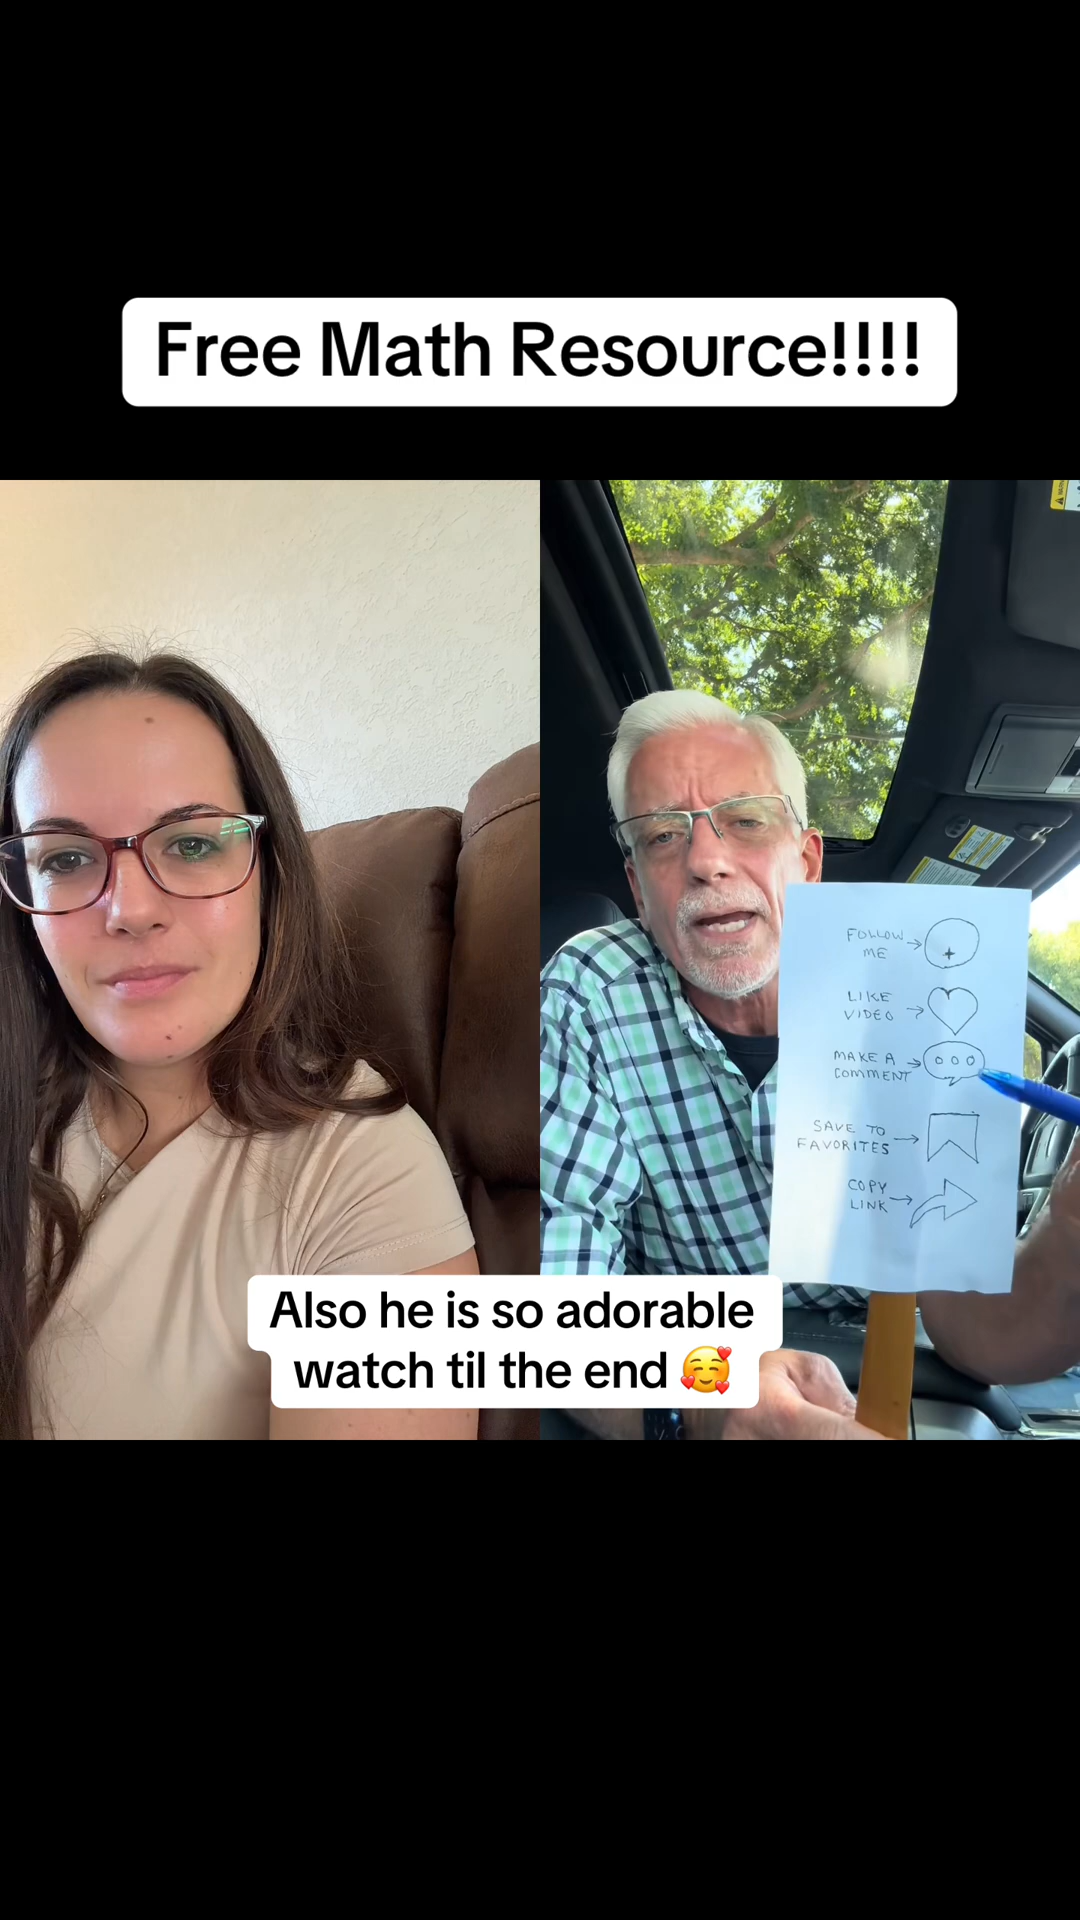 Free Math Resource!!!!
FOLLOW
ME
LIKE
VIDEO
MAKE A
COMMENT
SAVE TO
FAVORITES
COPY
LINK
Also he is so adorable
watch til the end 🥰